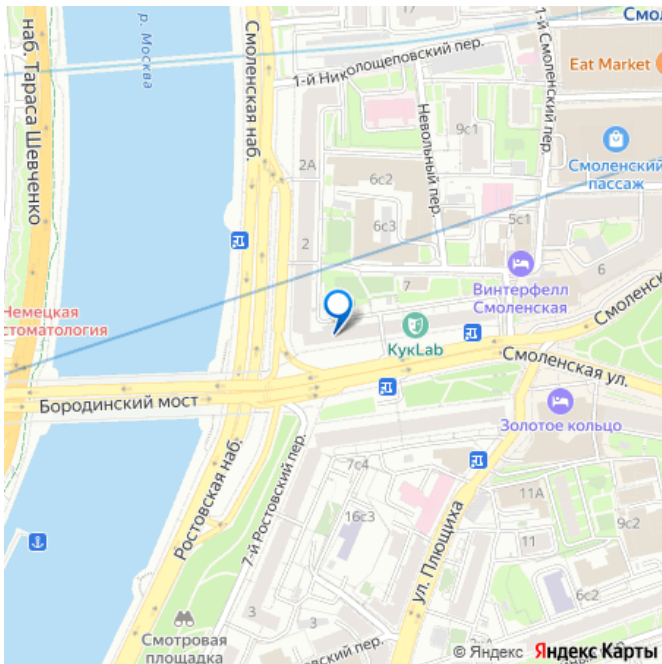 наб. Тараса Шевченко
р. Москва
Смоленская наб.
1-й Николощеповский пер.
Невольный пер.
1-й Смоленский пер.
Eat Market
9с1
Смоленский
пассаж
2А
6с2
6с3
5с1
2
7
6
Винтерфелл
Смоленская
Немецкая
стоматология
КукLab
Смоленская ул.
Бородинский мост
Золотое кольцо
Ростовская наб.
7-й Ростовский пер.
7с4
16с3
ул. Плющиха
11А
11
9с2
6с2
3
3
Смотровая
площадка
© Яндекс Яндекс Карты